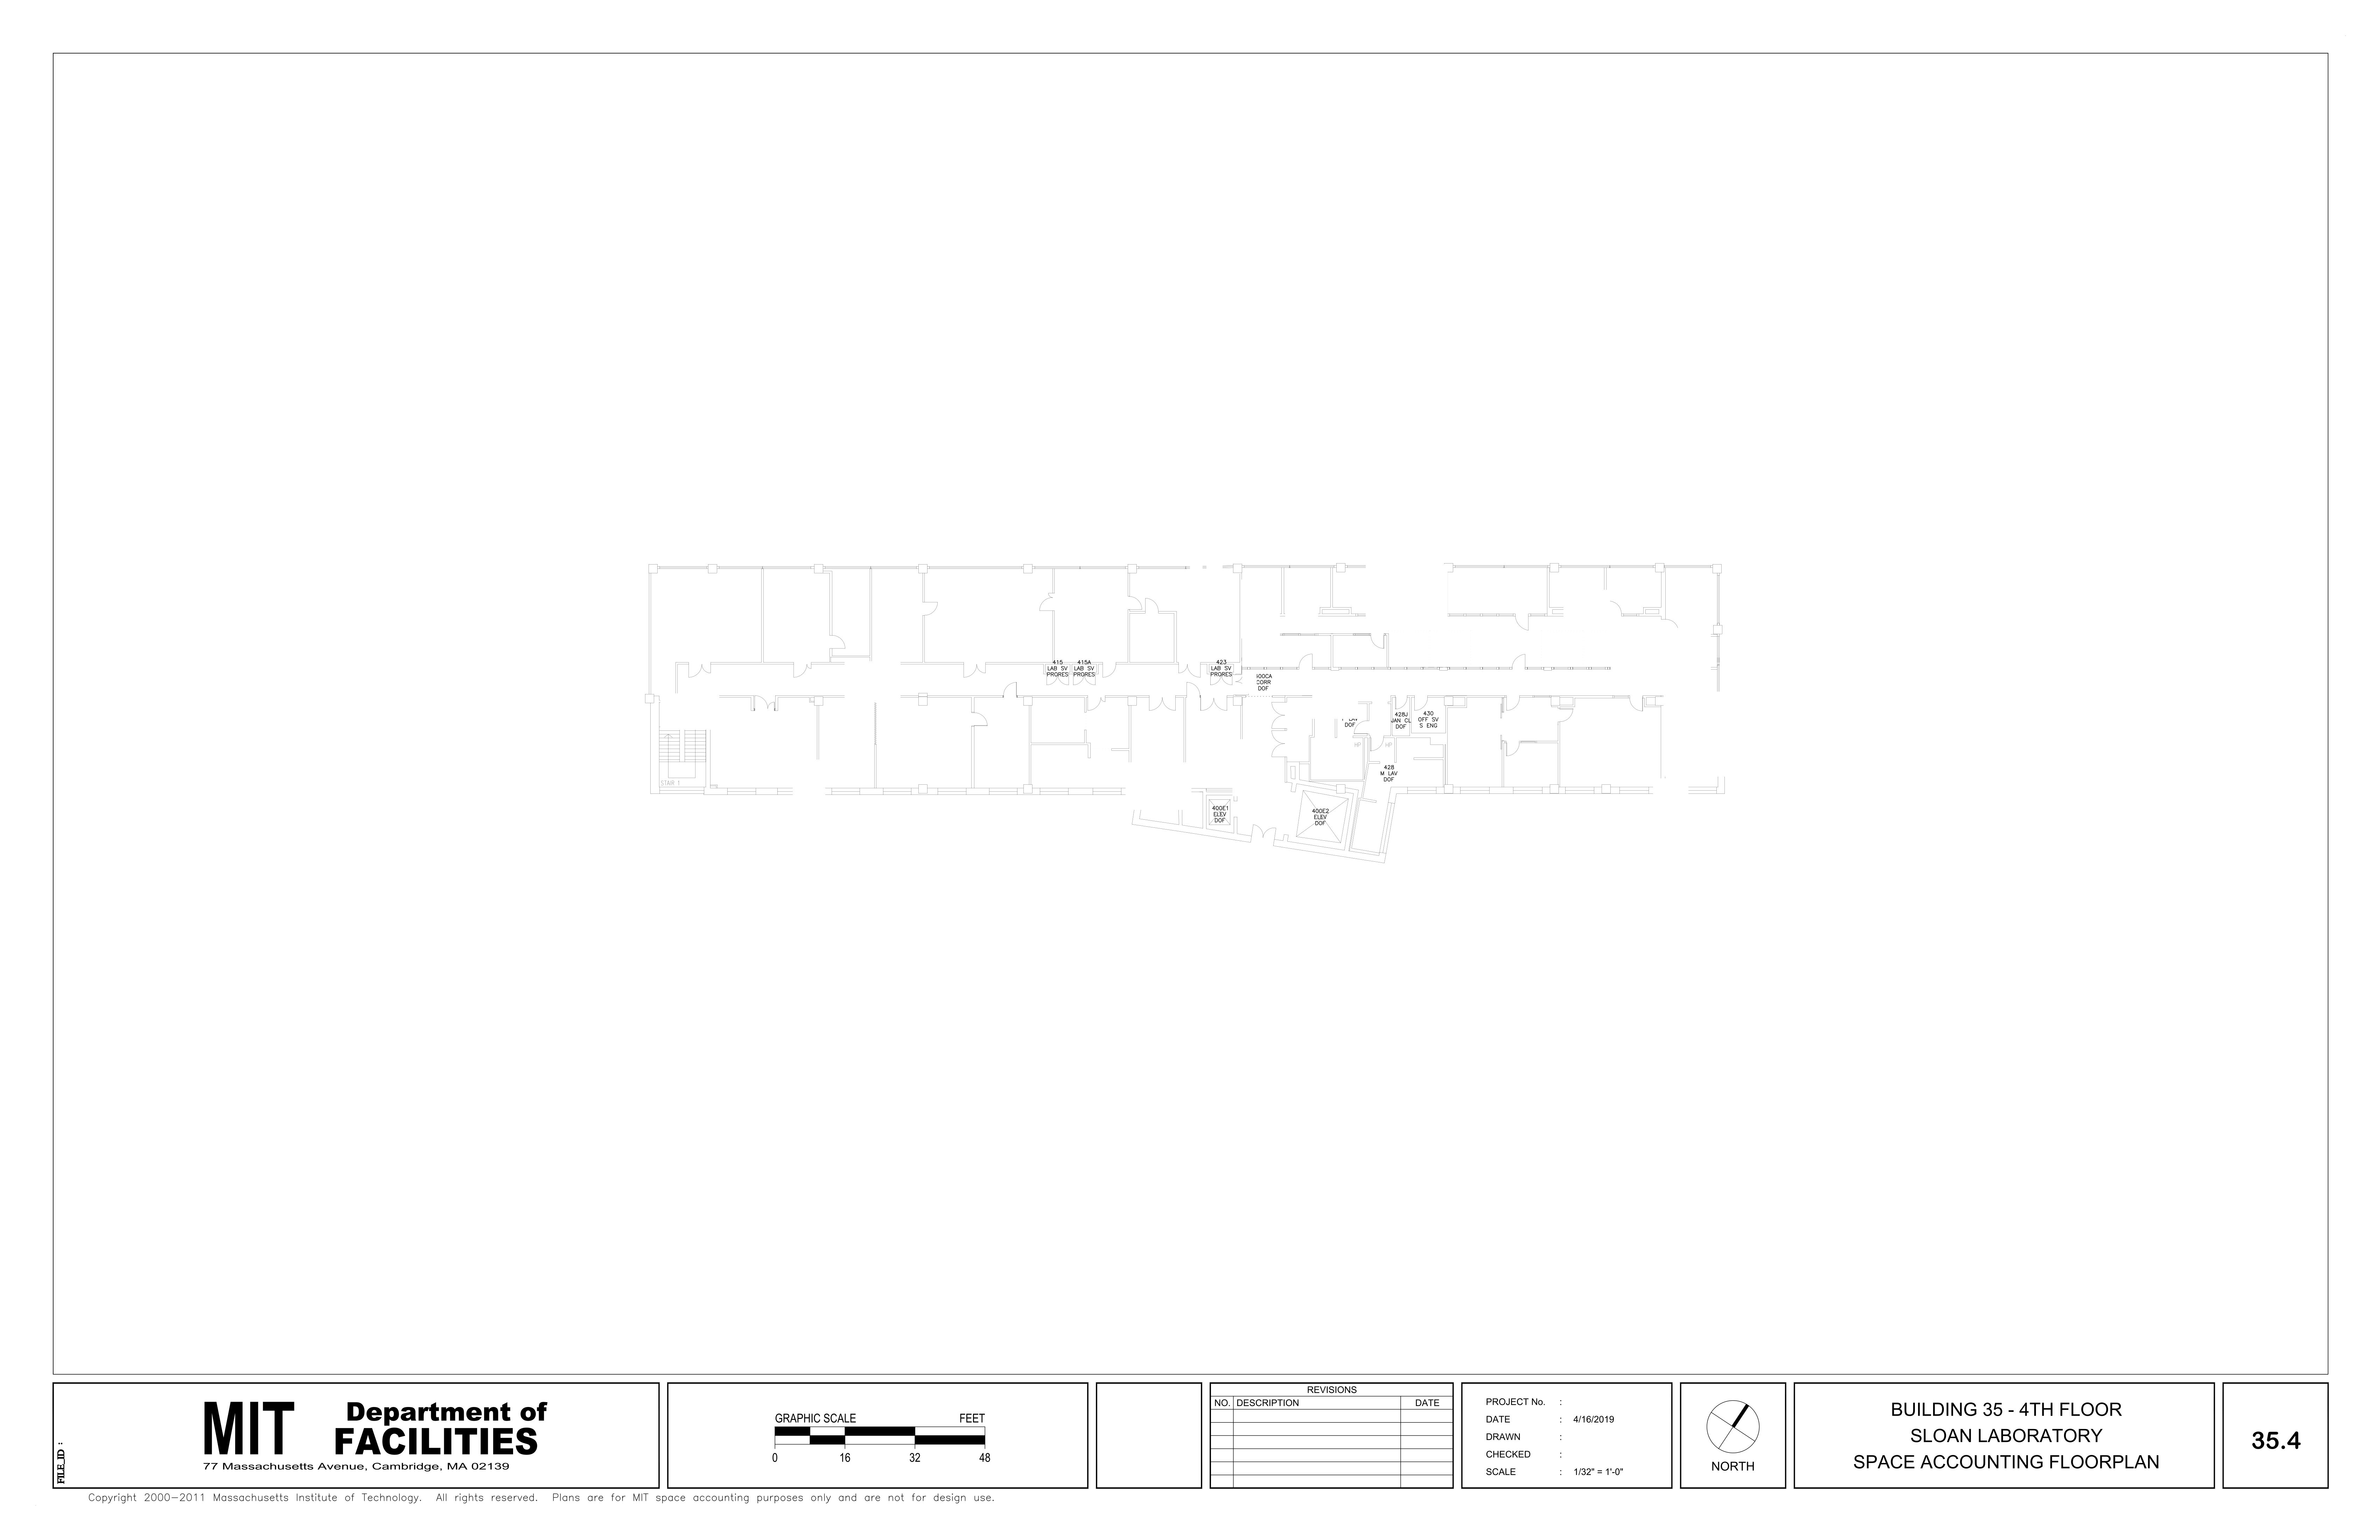 415
LAB SV
PRORES
415A
LAB SV
PRORES
423
LAB SV
PRORES
CORR
DOF
DOF
428J
JAN CL
DOF
430
OFF SV
S ENG
HP
HP
428
M LAV
DOF
STAIR 1
400E1
ELEV
DOF
400E2
ELEV
DOF
FILE_ID :
MIT Department of
FACILITIES
77 Massachusetts Avenue, Cambridge, MA 02139
GRAPHIC SCALE FEET
0 16 32 48
REVISIONS
NO. DESCRIPTION DATE
PROJECT No. :
DATE : 4/16/2019
DRAWN :
CHECKED :
SCALE : 1/32" = 1'-0"
NORTH
BUILDING 35 - 4TH FLOOR
SLOAN LABORATORY
SPACE ACCOUNTING FLOORPLAN
35.4
Copyright 2000-2011 Massachusetts Institute of Technology. All rights reserved. Plans are for MIT space accounting purposes only and are not for design use.